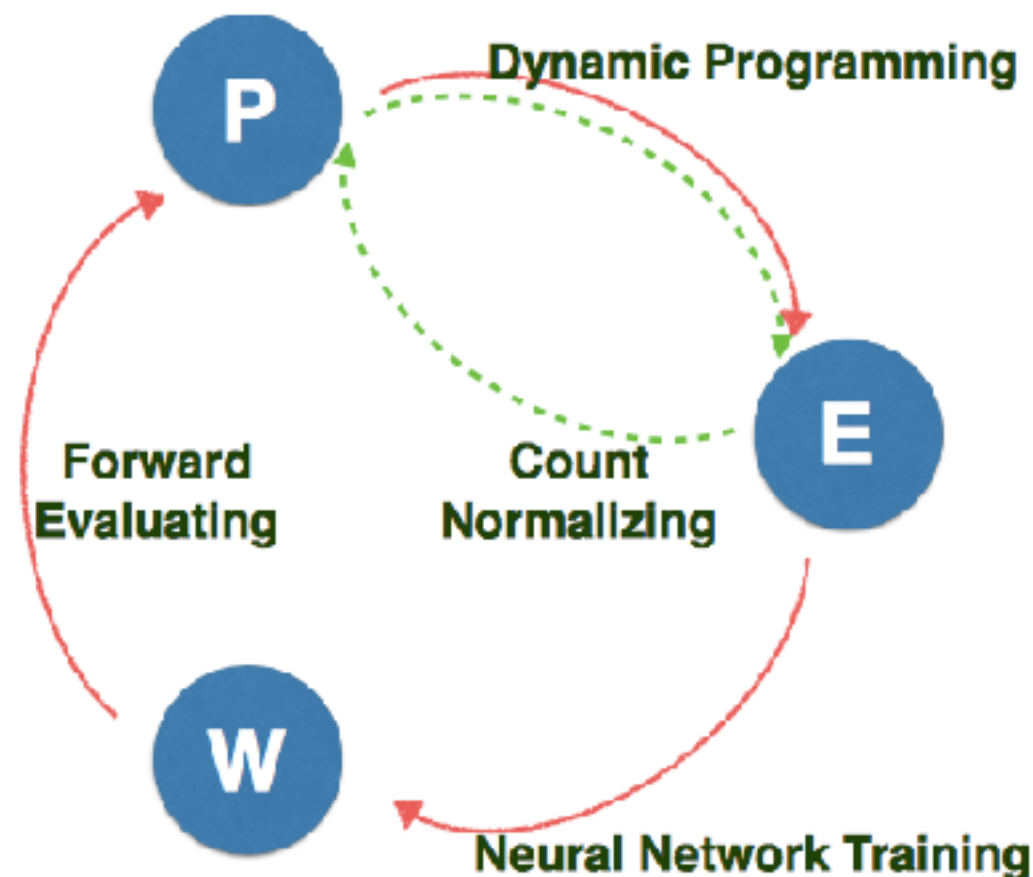 Dynamic Programming
P
E
Forward
Evaluating
Count
Normalizing
W
Neural Network Training